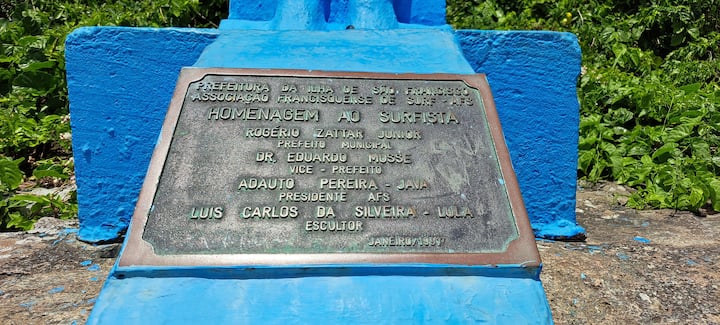 PREFEITURA DA ILHA DE SÃO FRANCISCO
ASSOCIAÇÃO FRANCISQUENSE DE SURF - AFS
HOMENAGEM AO SURFISTA
ROGÉRIO ZATTAR JUNIOR
PREFEITO MUNICIPAL
DR. EDUARDO MUSSE
VICE - PREFEITO
ADAUTO PEREIRA - JAVA
PRESIDENTE AFS
LUIS CARLOS DA SILVEIRA - LULA
ESCULTOR